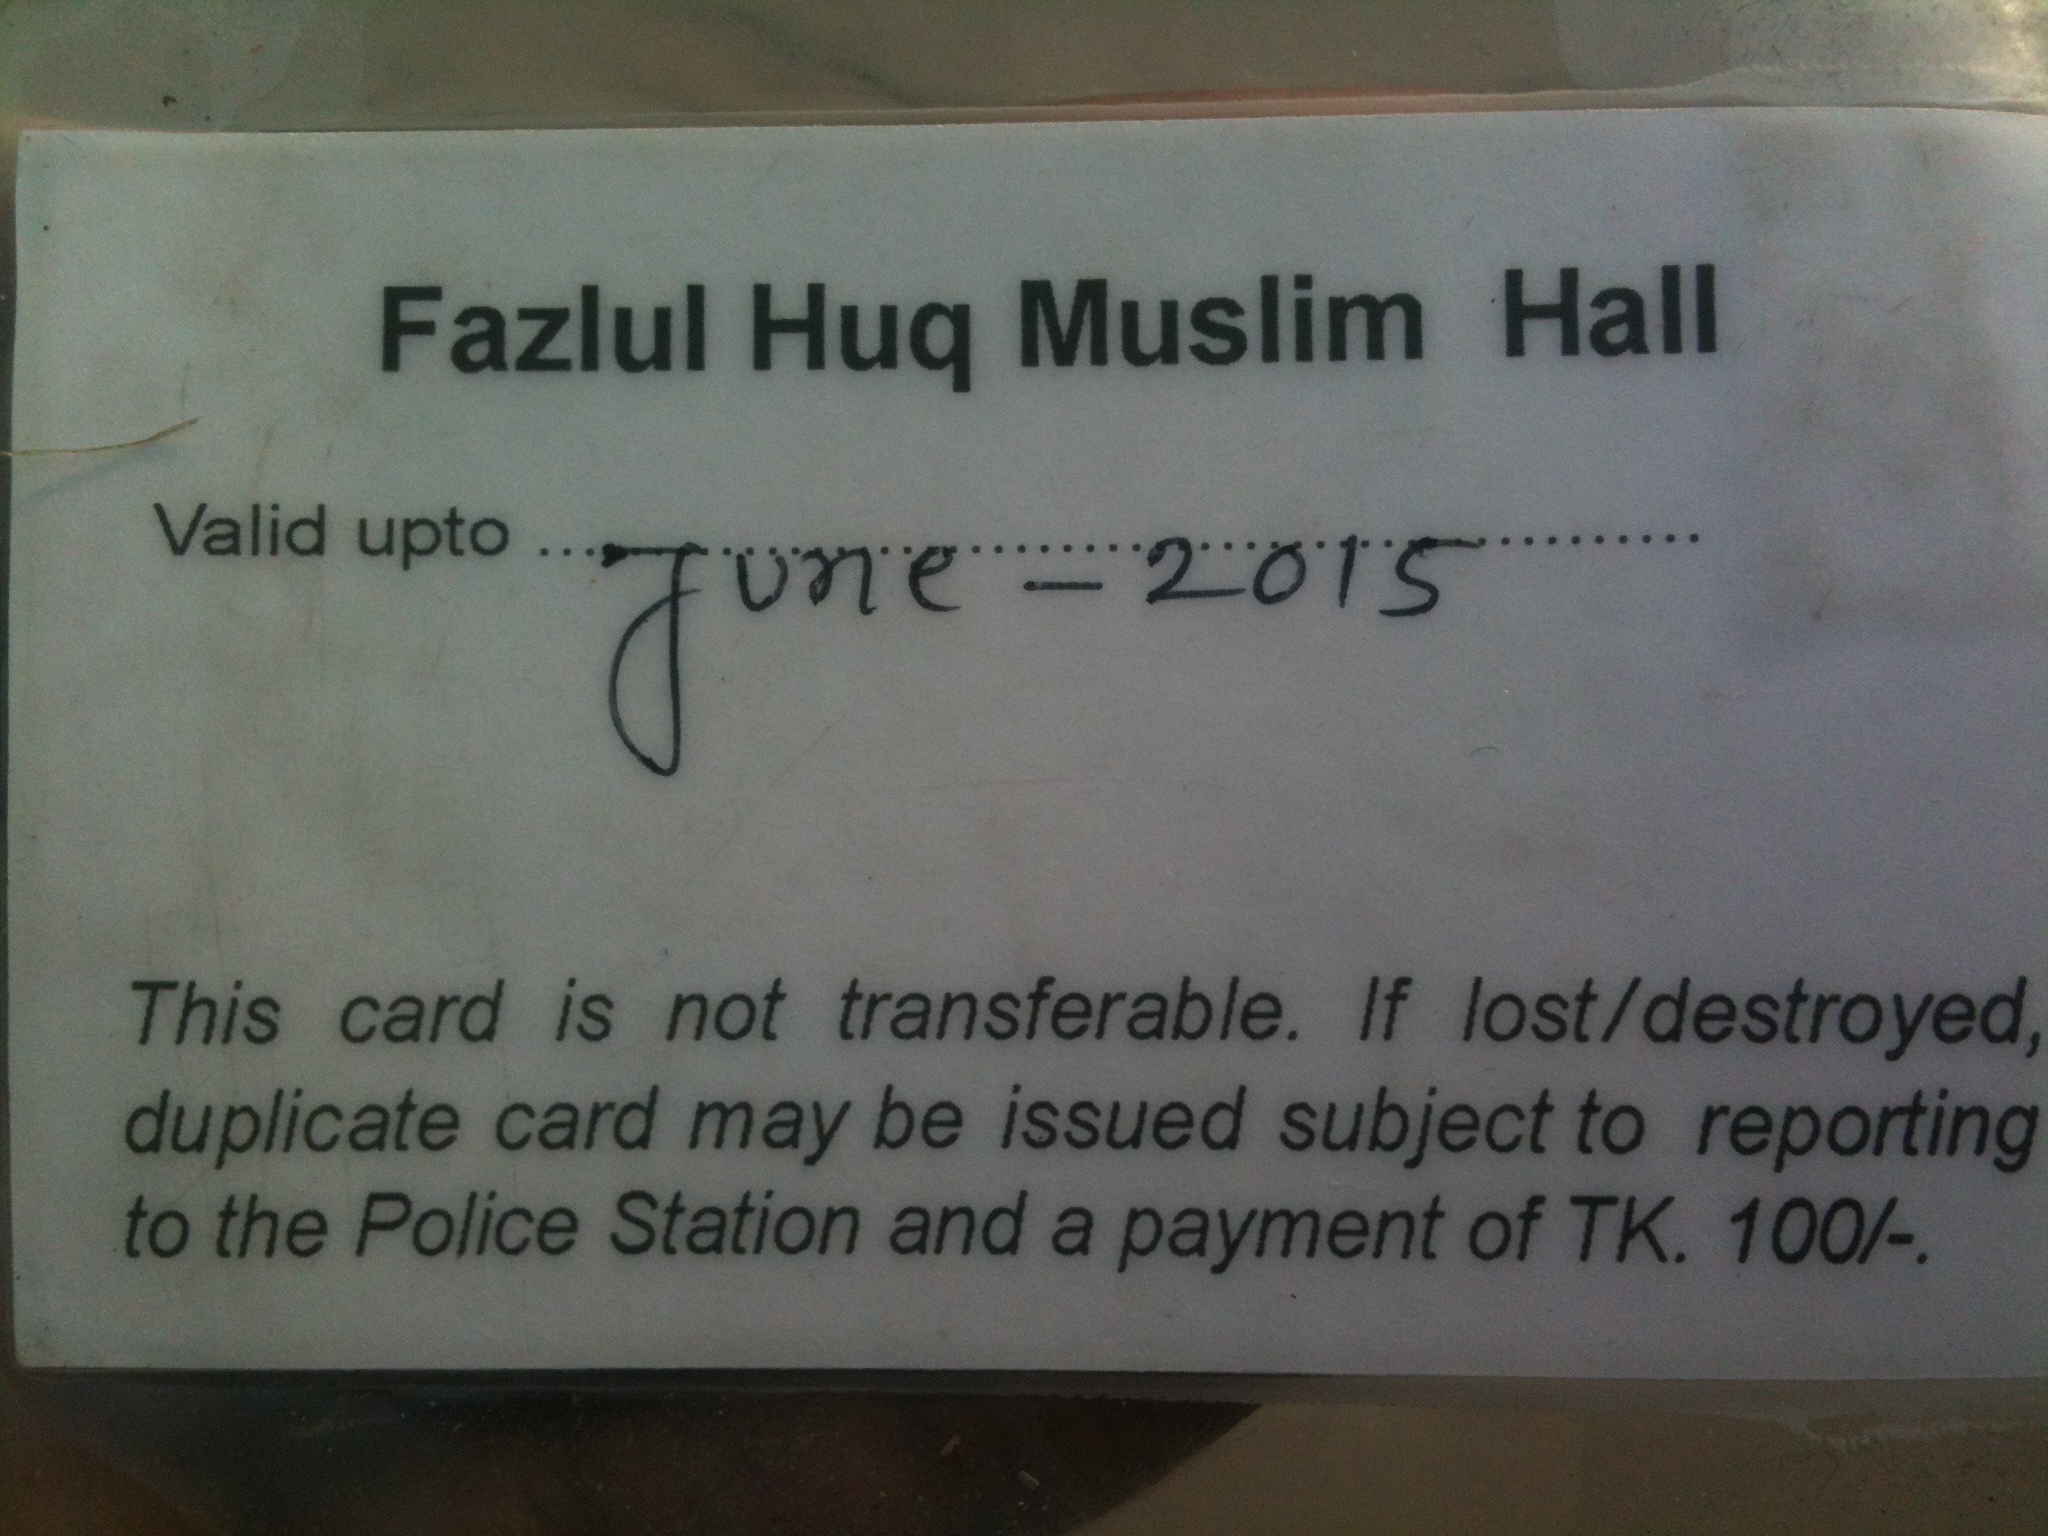 Fazlul Huq Muslim Hall
Valid upto ........June - 2015........
This card is not transferable. If lost/destroyed,
duplicate card may be issued subject to reporting
to the Police Station and a payment of TK. 100/-.